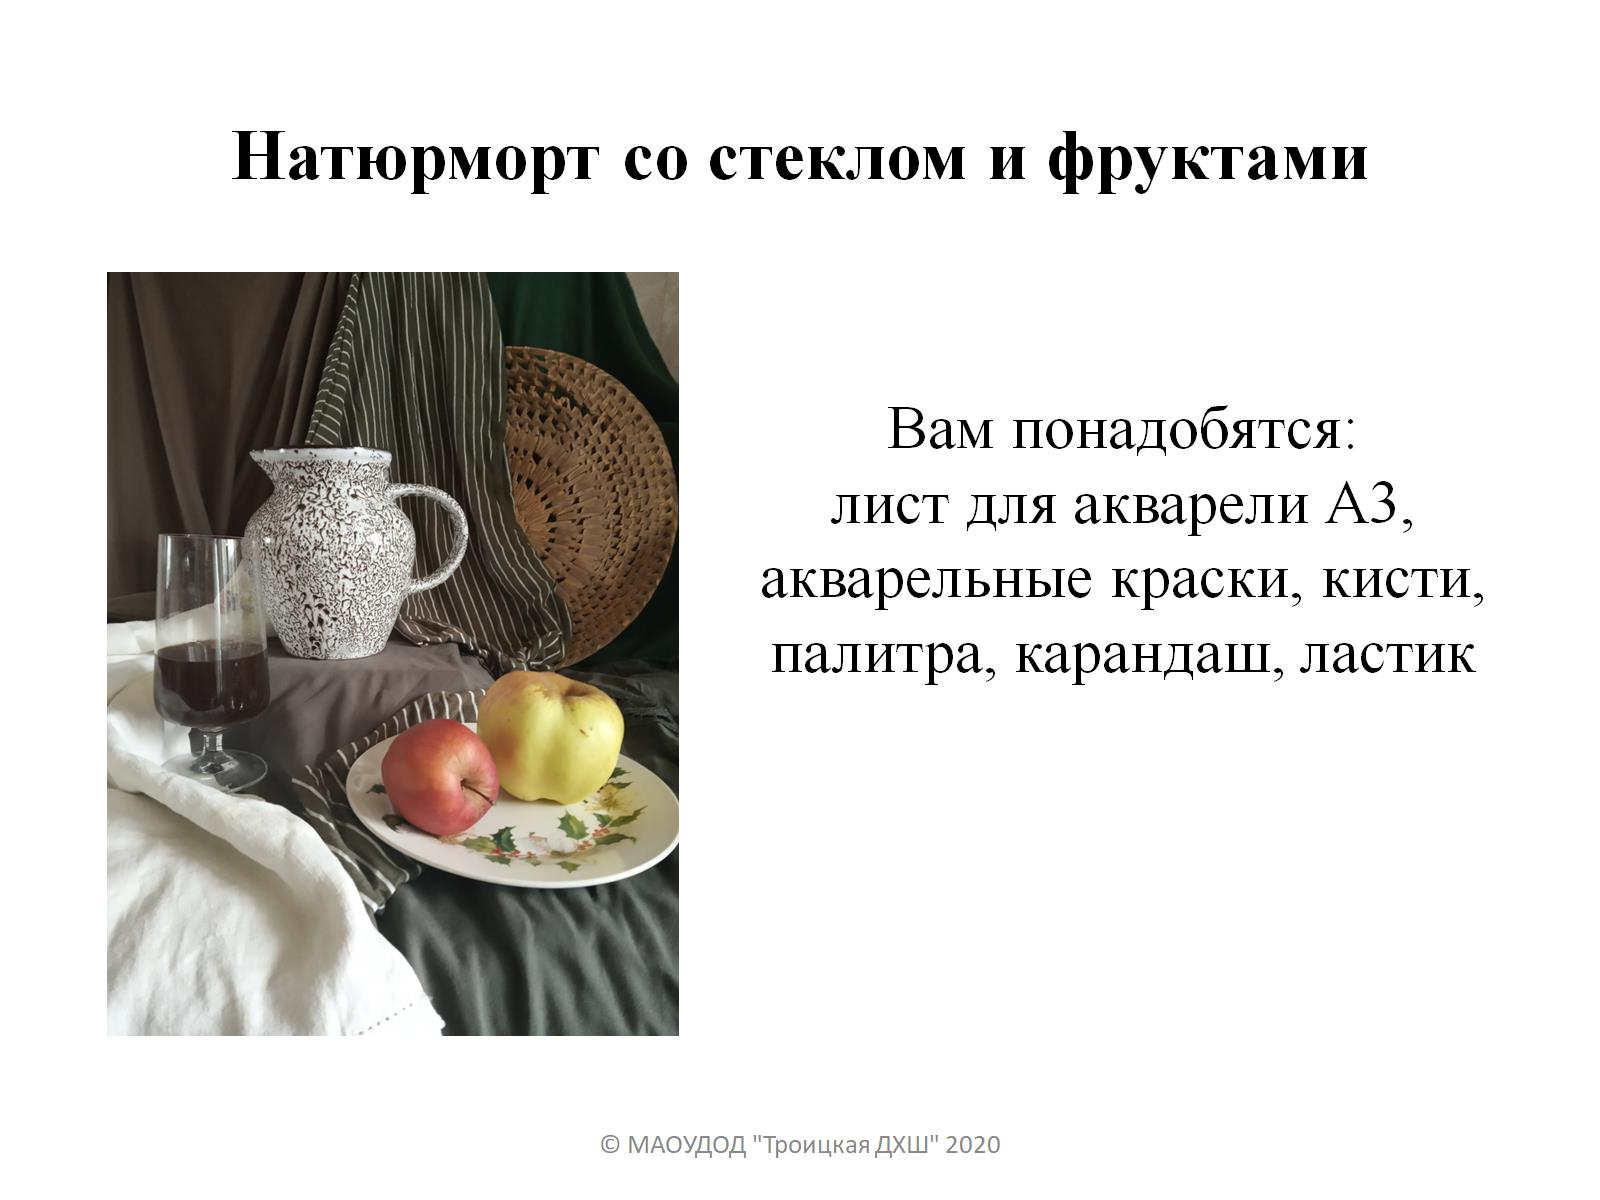 Натюрморт со стеклом и фруктами
Вам понадобятся:
лист для акварели А3,
акварельные краски, кисти,
палитра, карандаш, ластик
© МАОУДОД "Троицкая ДХШ" 2020